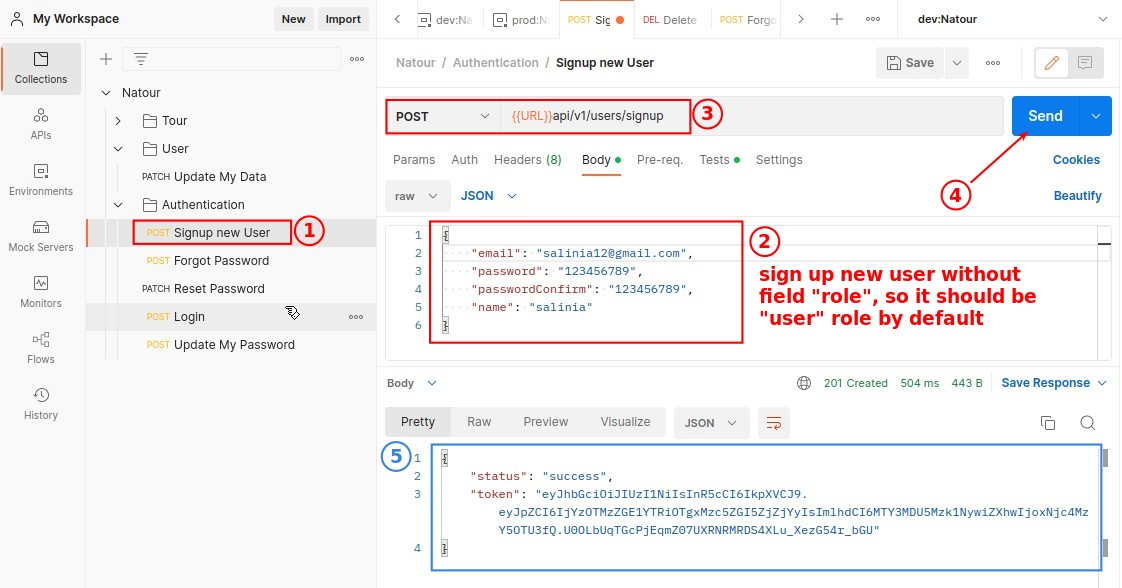 My Workspace
New
Import
dev:Na
prod:N
POST Sig
DEL Delete
POST Forgo
dev:Natour
Collections
APIs
Environments
Mock Servers
Monitors
Flows
History
Natour
Tour
User
PATCH Update My Data
Authentication
POST Signup new User
1
POST Forgot Password
PATCH Reset Password
POST Login
POST Update My Password
Natour / Authentication / Signup new User
Save
POST
{{URL}}api/v1/users/signup
3
Send
Params
Auth
Headers (8)
Body
Pre-req.
Tests
Settings
Cookies
4
raw
JSON
Beautify
1 {
2 "email": "salinia12@gmail.com",
3 "password": "123456789",
4 "passwordConfirm": "123456789",
5 "name": "salinia"
6 }
2
sign up new user without
field "role", so it should be
"user" role by default
Body
201 Created
504 ms
443 B
Save Response
Pretty
Raw
Preview
Visualize
JSON
5
1 {
2 "status": "success",
3 "token": "eyJhbGciOiJIUzI1NiIsInR5cCI6IkpXVCJ9.
eyJpZCI6IjYzOTMzZGE1YTRiOTgxMzc5ZGI5ZjZjYyIsImlhdCI6MTY3MDU5Mzk1NywiZXhwIjoxNjc4Mz
Y5OTU3fQ.U0OLbUqTGcPjEqmZ07UXRNRMRDS4XLu_XezG54r_bGU"
4 }